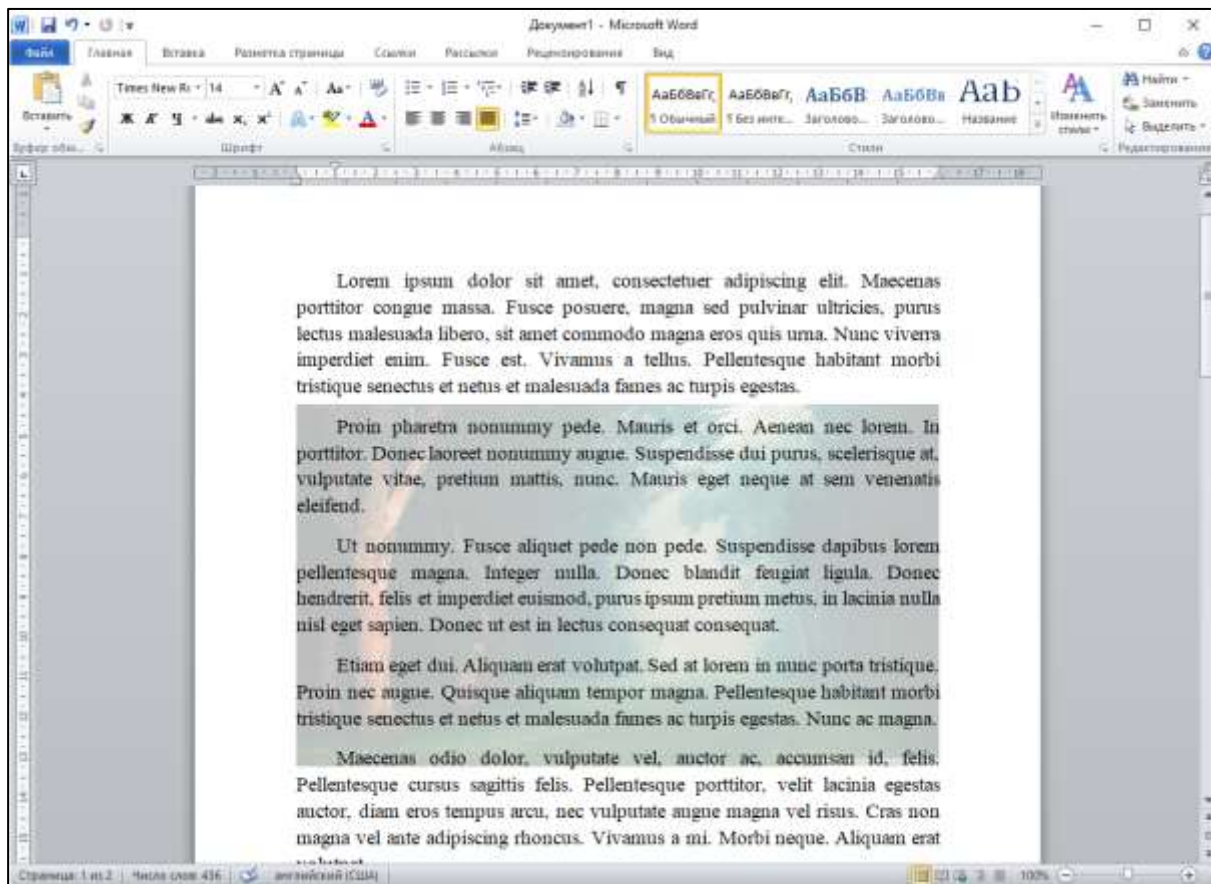 Документ1 - Microsoft Word
Файл Главная Вставка Разметка страницы Ссылки Рассылки Рецензирование Вид
Вставить
Times New Ro 14
Ж К Ч abc x, x²
АаБбВвГг, АаБбВвГг, АаБбВ АаБбВв Aab
¶ Обычный ¶ Без инте... Заголово... Заголово... Название
Изменить стили
Найти
Заменить
Выделить
Буфер обм... Шрифт Абзац Стили Редактирование
Lorem ipsum dolor sit amet, consectetuer adipiscing elit. Maecenas
porttitor congue massa. Fusce posuere, magna sed pulvinar ultricies, purus
lectus malesuada libero, sit amet commodo magna eros quis urna. Nunc viverra
imperdiet enim. Fusce est. Vivamus a tellus. Pellentesque habitant morbi
tristique senectus et netus et malesuada fames ac turpis egestas.
Proin pharetra nonummy pede. Mauris et orci. Aenean nec lorem. In
porttitor. Donec laoreet nonummy augue. Suspendisse dui purus, scelerisque at,
vulputate vitae, pretium mattis, nunc. Mauris eget neque at sem venenatis
eleifend.
Ut nonummy. Fusce aliquet pede non pede. Suspendisse dapibus lorem
pellentesque magna. Integer nulla. Donec blandit feugiat ligula. Donec
hendrerit, felis et imperdiet euismod, purus ipsum pretium metus, in lacinia nulla
nisl eget sapien. Donec ut est in lectus consequat consequat.
Etiam eget dui. Aliquam erat volutpat. Sed at lorem in nunc porta tristique.
Proin nec augue. Quisque aliquam tempor magna. Pellentesque habitant morbi
tristique senectus et netus et malesuada fames ac turpis egestas. Nunc ac magna.
Maecenas odio dolor, vulputate vel, auctor ac, accumsan id, felis.
Pellentesque cursus sagittis felis. Pellentesque porttitor, velit lacinia egestas
auctor, diam eros tempus arcu, nec vulputate augue magna vel risus. Cras non
magna vel ante adipiscing rhoncus. Vivamus a mi. Morbi neque. Aliquam erat
Страница: 1 из 2 Число слов: 436 английский (США) 100%